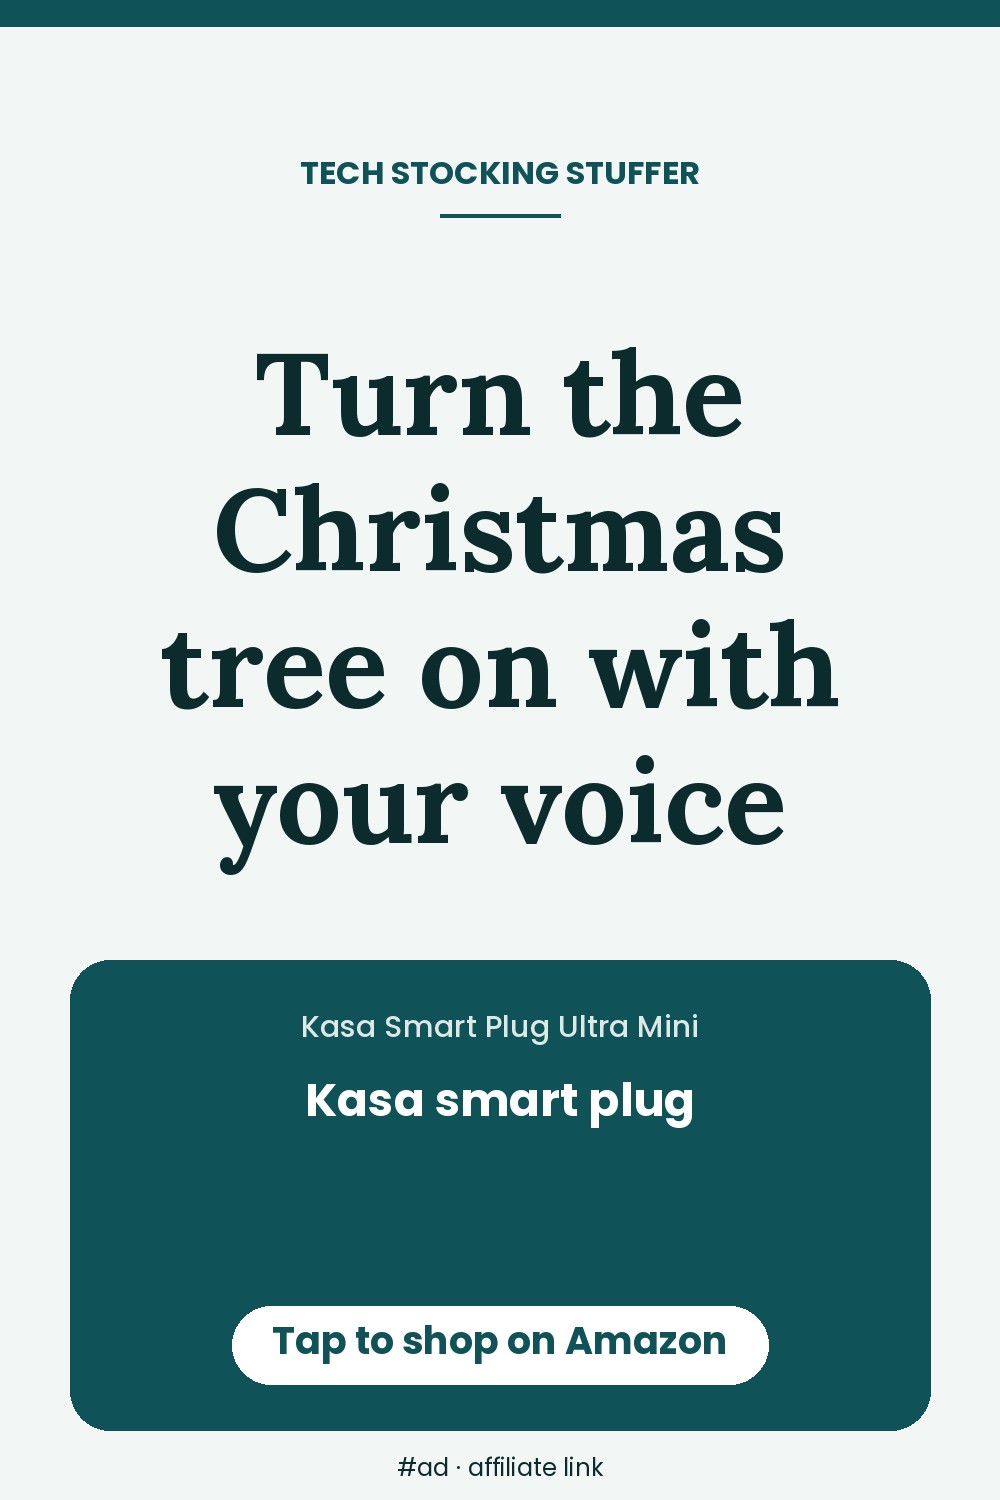 TECH STOCKING STUFFER
Turn the
Christmas
tree on with
your voice
Kasa Smart Plug Ultra Mini
Kasa smart plug
Tap to shop on Amazon
#ad · affiliate link